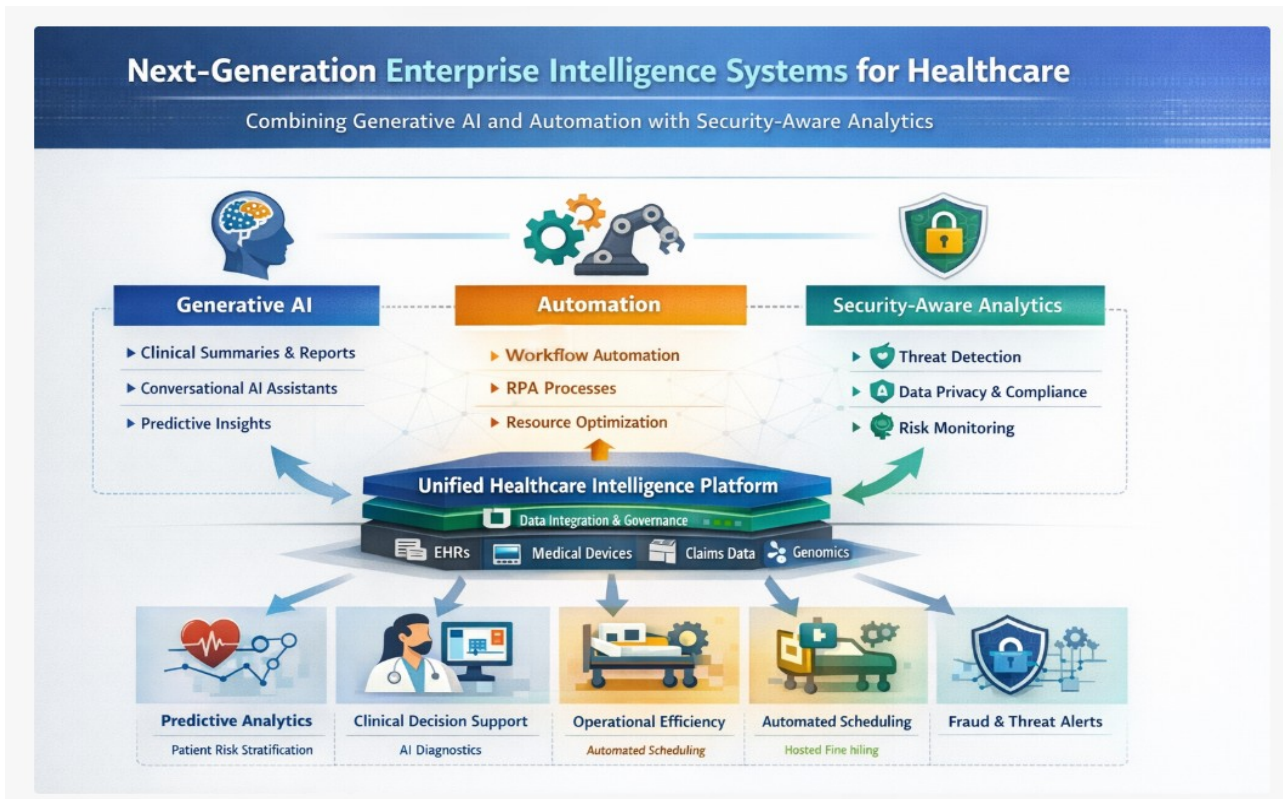 Next-Generation Enterprise Intelligence Systems for Healthcare
Combining Generative AI and Automation with Security-Aware Analytics
Generative AI
Clinical Summaries & Reports
Conversational AI Assistants
Predictive Insights
Automation
Workflow Automation
RPA Processes
Resource Optimization
Security-Aware Analytics
Threat Detection
Data Privacy & Compliance
Risk Monitoring
Unified Healthcare Intelligence Platform
Data Integration & Governance
EHRs
Medical Devices
Claims Data
Genomics
Predictive Analytics
Patient Risk Stratification
Clinical Decision Support
AI Diagnostics
Operational Efficiency
Automated Scheduling
Automated Scheduling
Hosted Fine hiling
Fraud & Threat Alerts